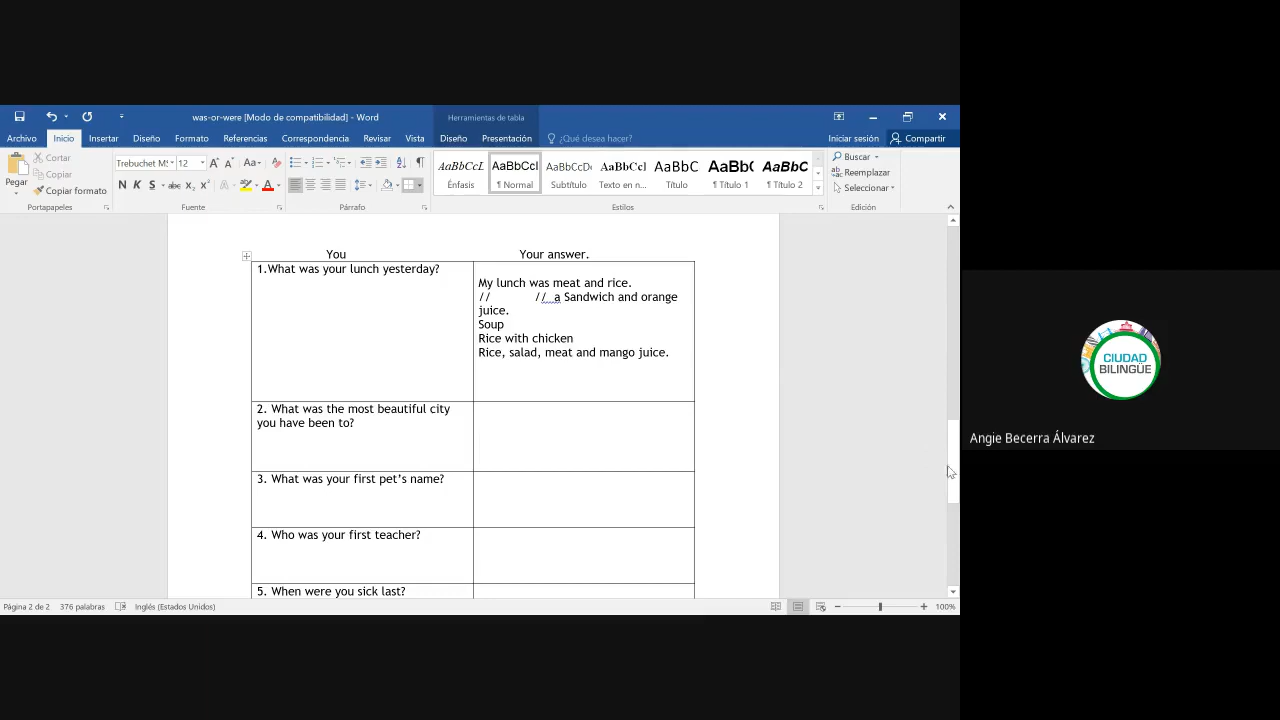 was-or-were [Modo de compatibilidad] - Word
Herramientas de tabla
Archivo Inicio Insertar Diseño Formato Referencias Correspondencia Revisar Vista Diseño Presentación ¿Qué desea hacer? Iniciar sesión Compartir
Pegar
Cortar
Copiar
Copiar formato
Portapapeles
Trebuchet MS 12
Aa
N K S abc x₂ x²
Fuente
Párrafo
AaBbCcL AaBbCcI AaBbCcD AaBbCcI AaBbC AaBbC AaBbC
Énfasis ¶ Normal Subtítulo Texto en n... Título ¶ Título 1 ¶ Título 2
Estilos
Buscar
Reemplazar
Seleccionar
Edición
You Your answer.
1.What was your lunch yesterday?
My lunch was meat and rice.
// // a Sandwich and orange
juice.
Soup
Rice with chicken
Rice, salad, meat and mango juice.
2. What was the most beautiful city
you have been to?
3. What was your first pet’s name?
4. Who was your first teacher?
5. When were you sick last?
Página 2 de 2 376 palabras Inglés (Estados Unidos) 100%
CIUDAD
BILINGÜE
Angie Becerra Álvarez